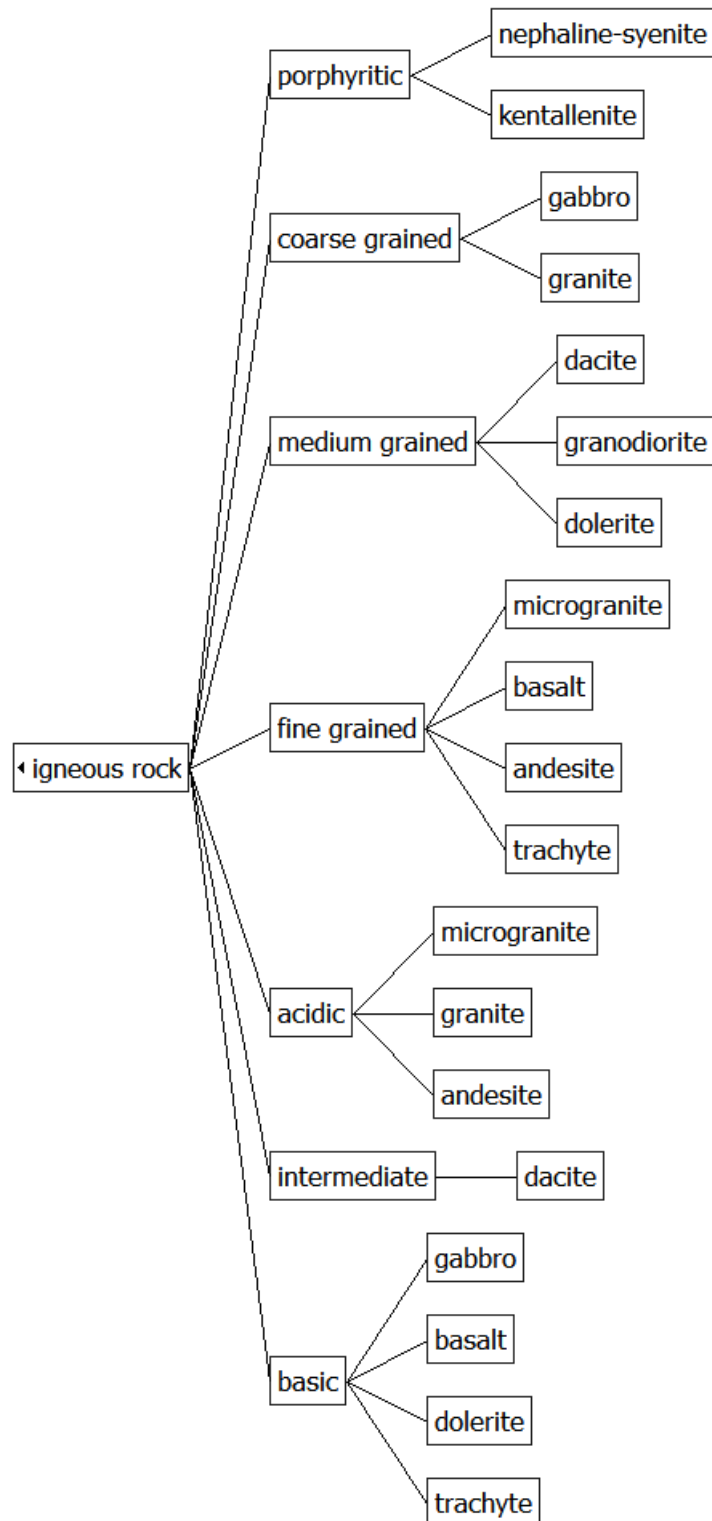 nephaline-syenite
porphyritic
kentallenite
gabbro
coarse grained
granite
dacite
medium grained
granodiorite
dolerite
microgranite
basalt
fine grained
igneous rock
andesite
trachyte
microgranite
acidic
granite
andesite
intermediate
dacite
gabbro
basalt
basic
dolerite
trachyte